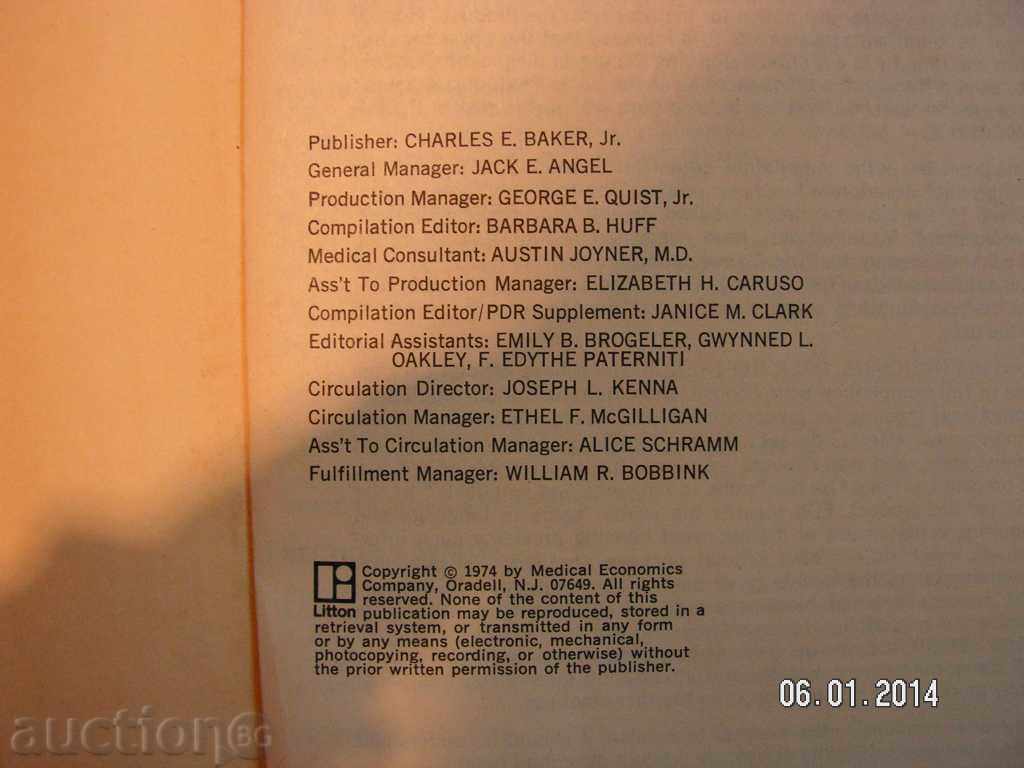 Publisher: CHARLES E. BAKER, Jr.
General Manager: JACK E. ANGEL
Production Manager: GEORGE E. QUIST, Jr.
Compilation Editor: BARBARA B. HUFF
Medical Consultant: AUSTIN JOYNER, M.D.
Ass't To Production Manager: ELIZABETH H. CARUSO
Compilation Editor/PDR Supplement: JANICE M. CLARK
Editorial Assistants: EMILY B. BROGELER, GWYNNED L.
OAKLEY, F. EDYTHE PATERNITI
Circulation Director: JOSEPH L. KENNA
Circulation Manager: ETHEL F. McGILLIGAN
Ass't To Circulation Manager: ALICE SCHRAMM
Fulfillment Manager: WILLIAM R. BOBBINK
Copyright © 1974 by Medical Economics
Company, Oradell, N.J. 07649. All rights
reserved. None of the content of this
Litton publication may be reproduced, stored in a
retrieval system, or transmitted in any form
or by any means (electronic, mechanical,
photocopying, recording, or otherwise) without
the prior written permission of the publisher.
06.01.2014
auction BG